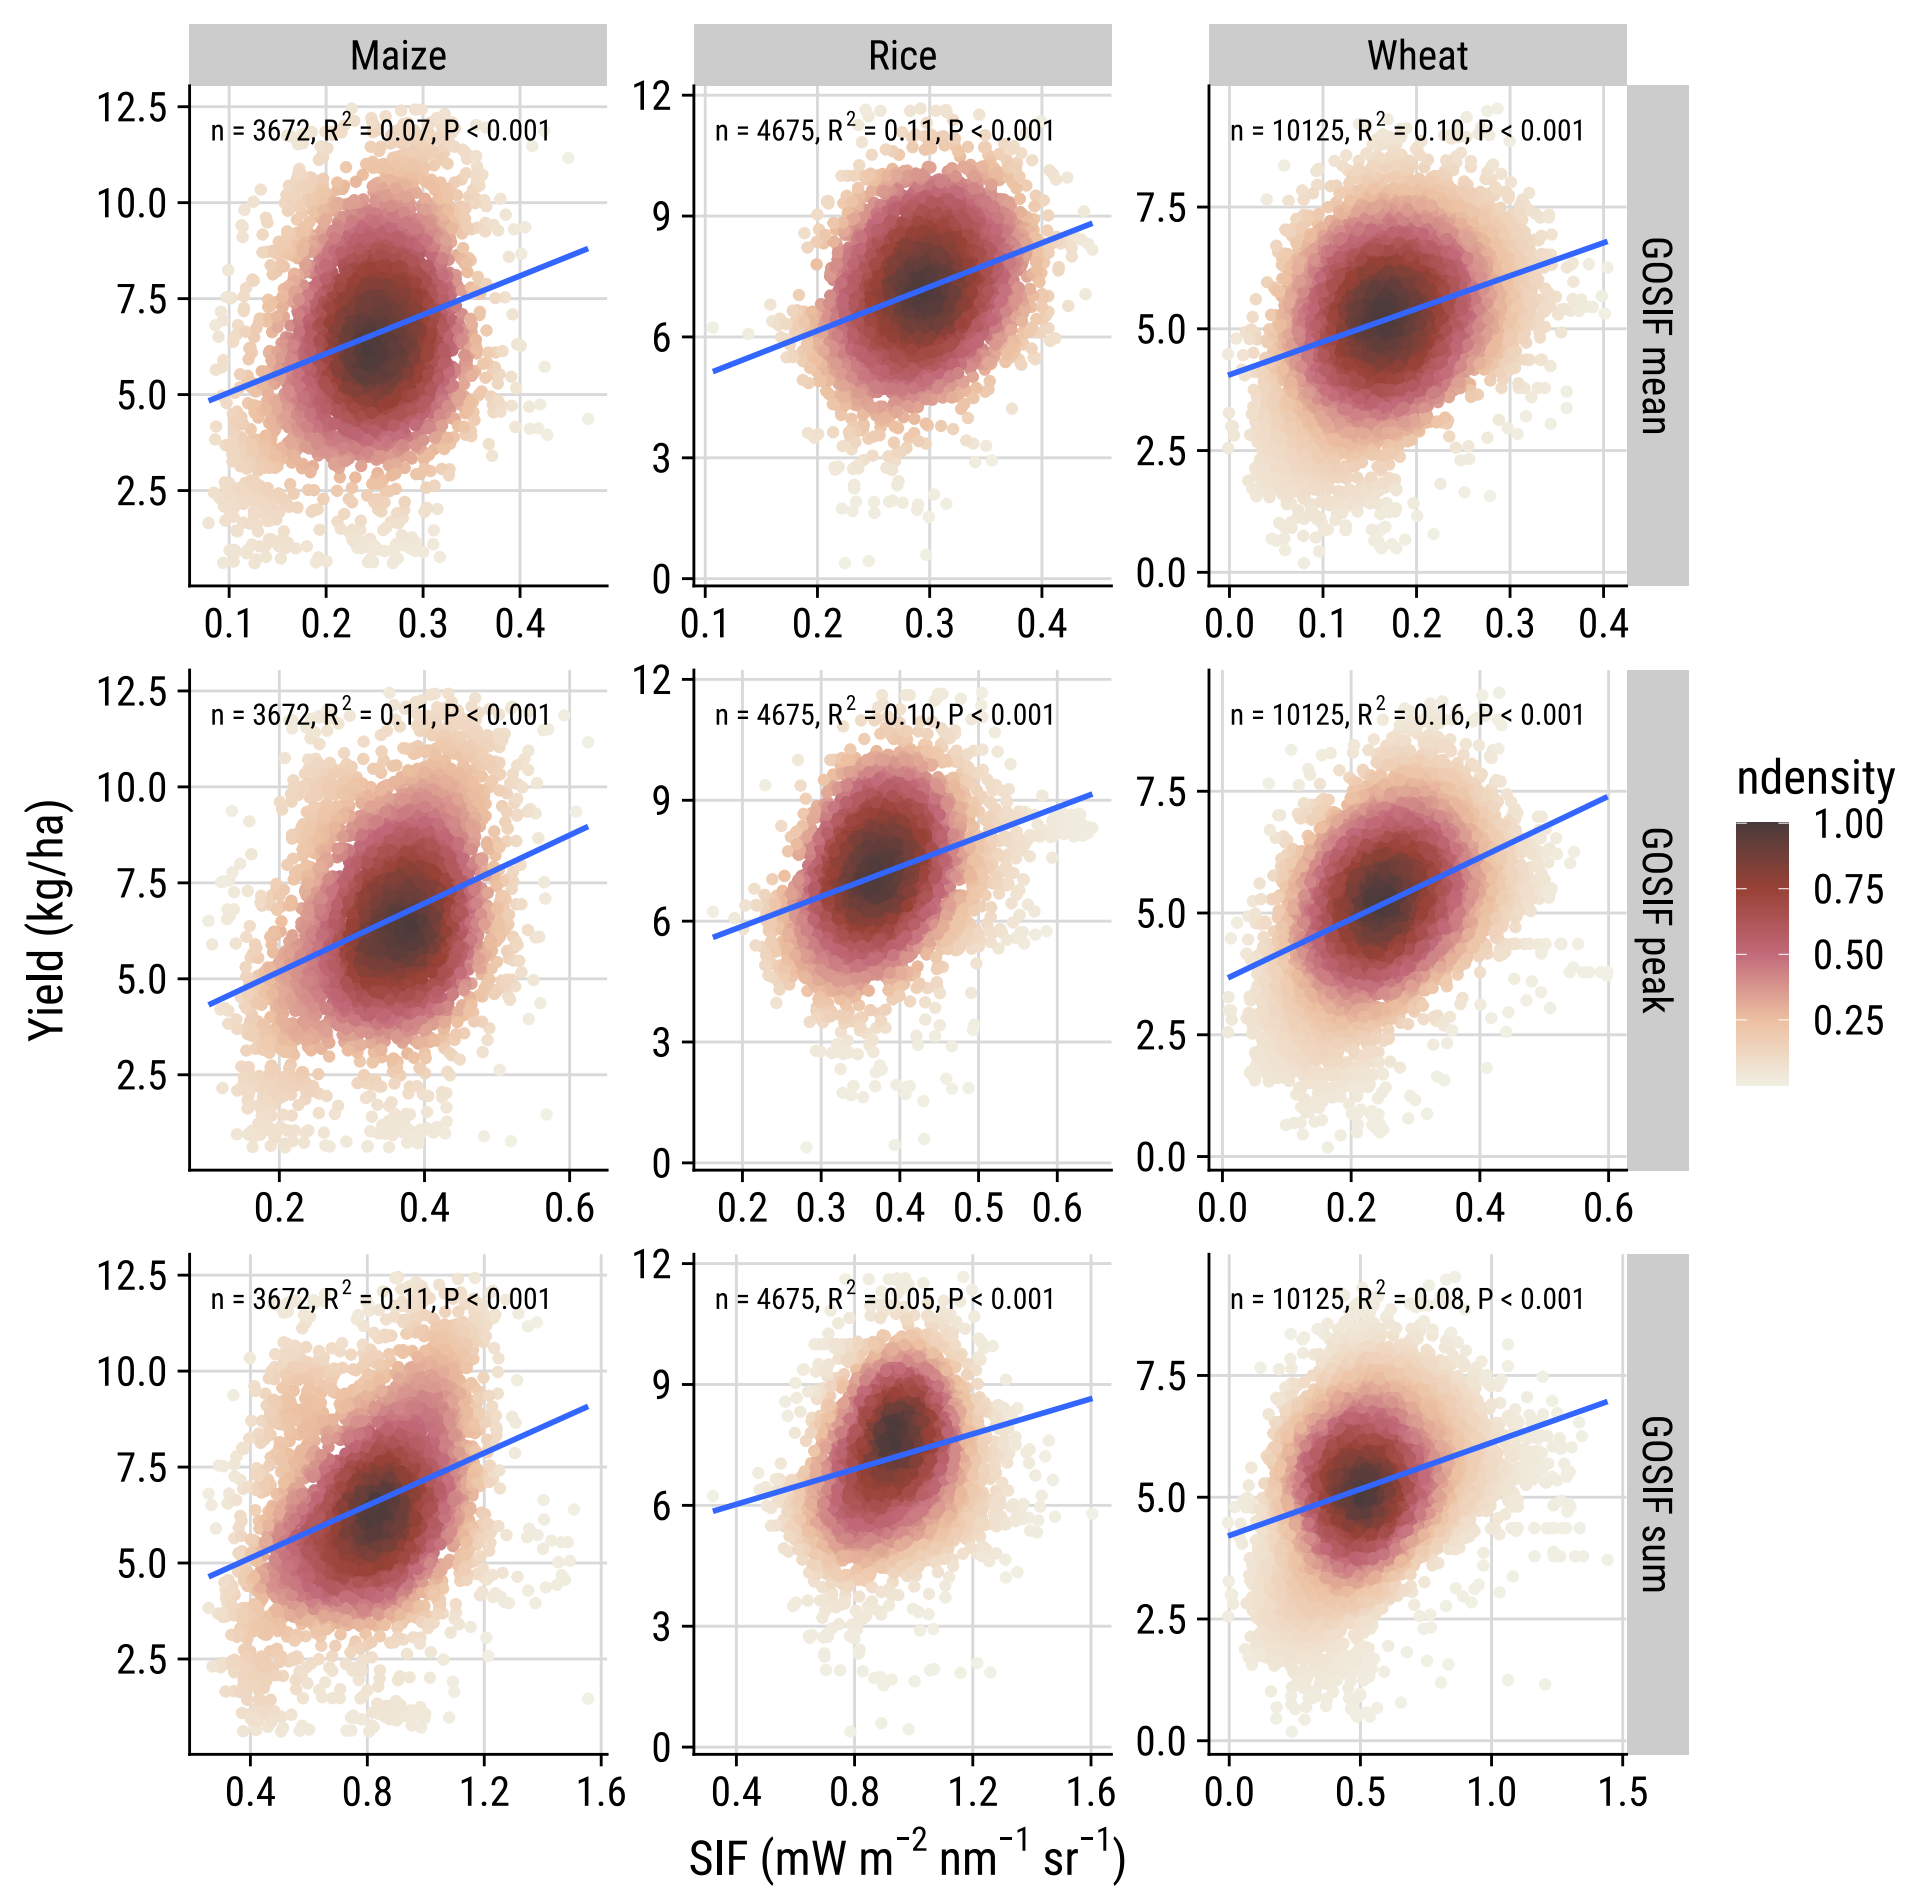 Maize
Rice
Wheat
12.5
10.0
7.5
5.0
2.5
n = 3672, R² = 0.07, P < 0.001
0.1 0.2 0.3 0.4
12
9
6
3
0
n = 4675, R² = 0.11, P < 0.001
0.1 0.2 0.3 0.4
7.5
5.0
2.5
0.0
n = 10125, R² = 0.10, P < 0.001
0.0 0.1 0.2 0.3 0.4
GOSIF mean
Yield (kg/ha)
12.5
10.0
7.5
5.0
2.5
n = 3672, R² = 0.11, P < 0.001
0.2 0.4 0.6
12
9
6
3
0
n = 4675, R² = 0.10, P < 0.001
0.2 0.3 0.4 0.5 0.6
7.5
5.0
2.5
0.0
n = 10125, R² = 0.16, P < 0.001
0.0 0.2 0.4 0.6
GOSIF peak
ndensity
1.00
0.75
0.50
0.25
12.5
10.0
7.5
5.0
2.5
n = 3672, R² = 0.11, P < 0.001
0.4 0.8 1.2 1.6
12
9
6
3
0
n = 4675, R² = 0.05, P < 0.001
0.4 0.8 1.2 1.6
7.5
5.0
2.5
0.0
n = 10125, R² = 0.08, P < 0.001
0.0 0.5 1.0 1.5
GOSIF sum
SIF (mW m⁻² nm⁻¹ sr⁻¹)